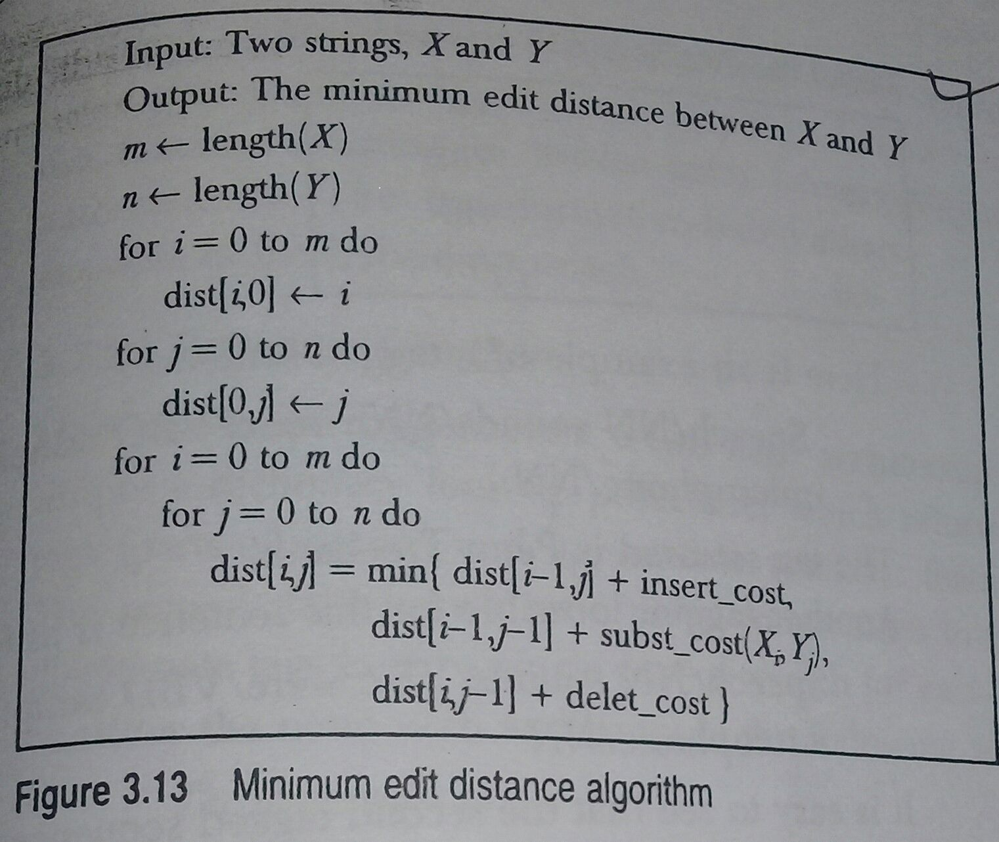 Input: Two strings, X and Y
Output: The minimum edit distance between X and Y
m ← length(X)
n ← length(Y)
for i = 0 to m do
dist[i,0] ← i
for j = 0 to n do
dist[0,j] ← j
for i = 0 to m do
for j = 0 to n do
dist[i,j] = min{ dist[i–1,j] + insert_cost,
dist[i–1,j–1] + subst_cost(Xi, Yj),
dist[i,j–1] + delet_cost }
Figure 3.13 Minimum edit distance algorithm